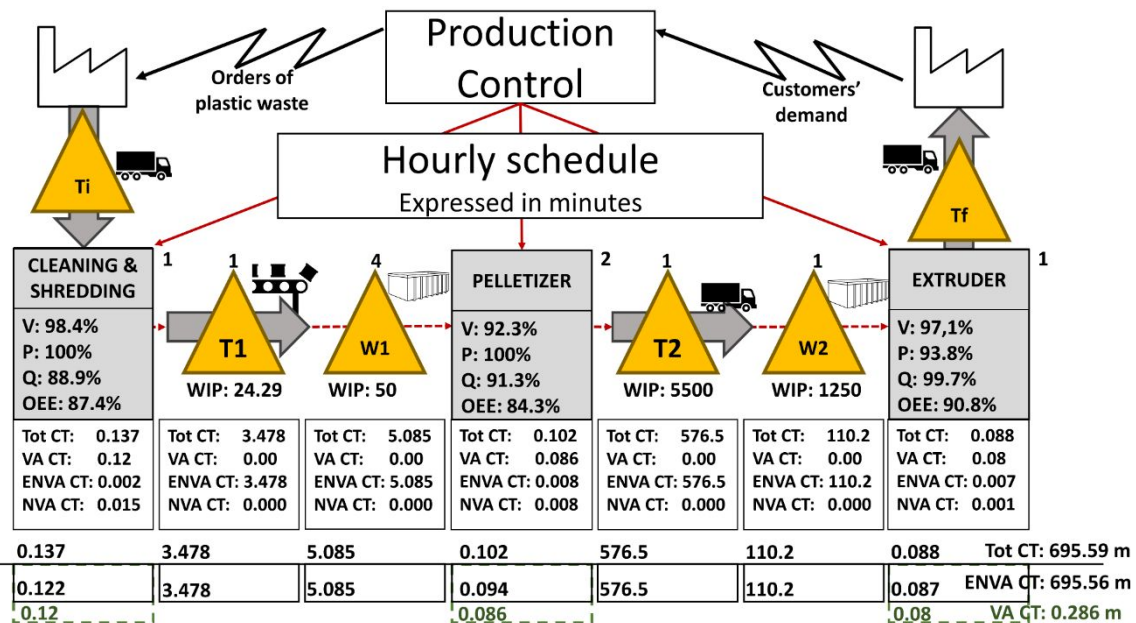 Production
Control
Orders of
plastic waste
Customers'
demand
Hourly schedule
Expressed in minutes
Ti
Tf
CLEANING &
SHREDDING
V: 98.4%
P: 100%
Q: 88.9%
OEE: 87.4%
1
1
T1
WIP: 24.29
4
W1
WIP: 50
PELLETIZER
V: 92.3%
P: 100%
Q: 91.3%
OEE: 84.3%
2
1
T2
WIP: 5500
1
W2
WIP: 1250
EXTRUDER
V: 97,1%
P: 93.8%
Q: 99.7%
OEE: 90.8%
1
Tot CT: 0.137
VA CT: 0.12
ENVA CT: 0.002
NVA CT: 0.015
Tot CT: 3.478
VA CT: 0.00
ENVA CT: 3.478
NVA CT: 0.000
Tot CT: 5.085
VA CT: 0.00
ENVA CT: 5.085
NVA CT: 0.000
Tot CT: 0.102
VA CT: 0.086
ENVA CT: 0.008
NVA CT: 0.008
Tot CT: 576.5
VA CT: 0.00
ENVA CT: 576.5
NVA CT: 0.000
Tot CT: 110.2
VA CT: 0.00
ENVA CT: 110.2
NVA CT: 0.000
Tot CT: 0.088
VA CT: 0.08
ENVA CT: 0.007
NVA CT: 0.001
0.137 3.478 5.085 0.102 576.5 110.2 0.088 Tot CT: 695.59 m
0.122 3.478 5.085 0.094 576.5 110.2 0.087 ENVA CT: 695.56 m
0.12 0.086 0.08 VA CT: 0.286 m